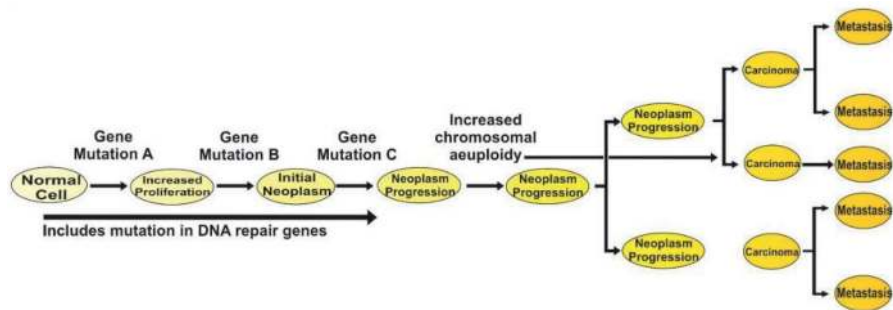 Gene
Mutation A
Gene
Mutation B
Gene
Mutation C
Increased
chromosomal
aeuploidy
Normal
Cell
Increased
Proliferation
Initial
Neoplasm
Neoplasm
Progression
Neoplasm
Progression
Includes mutation in DNA repair genes
Neoplasm
Progression
Neoplasm
Progression
Carcinoma
Carcinoma
Carcinoma
Metastasis
Metastasis
Metastasis
Metastasis
Metastasis